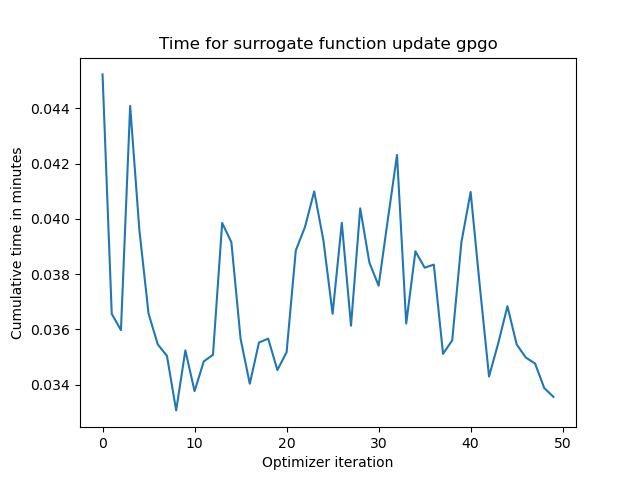 Time for surrogate function update gpgo
Cumulative time in minutes
0.044
0.042
0.040
0.038
0.036
0.034
0 10 20 30 40 50
Optimizer iteration